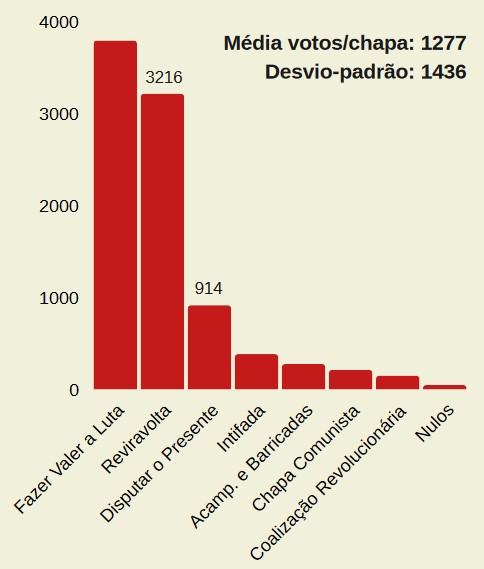 4000
Média votos/chapa: 1277
Desvio-padrão: 1436
3216
3000
2000
914
1000
0
Fazer Valer a Luta
Reviravolta
Disputar o Presente
Intifada
Acamp. e Barricadas
Chapa Comunista
Coalização Revolucionária
Nulos